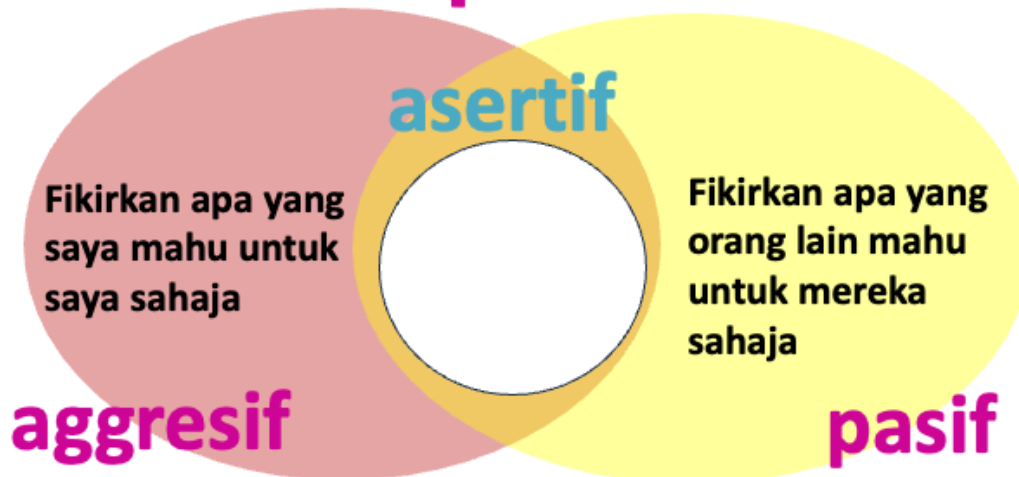 asertif
Fikirkan apa yang
saya mahu untuk
saya sahaja
Fikirkan apa yang
orang lain mahu
untuk mereka
sahaja
aggresif
pasif